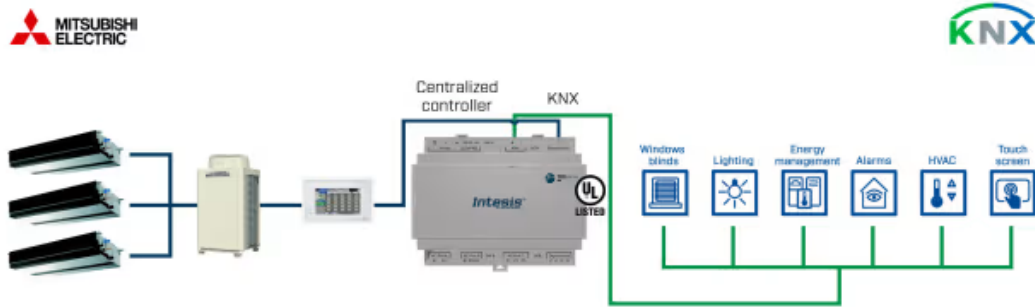 MITSUBISHI
ELECTRIC
KNX
Centralized
controller
KNX
Windows
blinds
Lighting
Energy
management
Alarms
HVAC
Touch
screen
Intesis
UL
LISTED